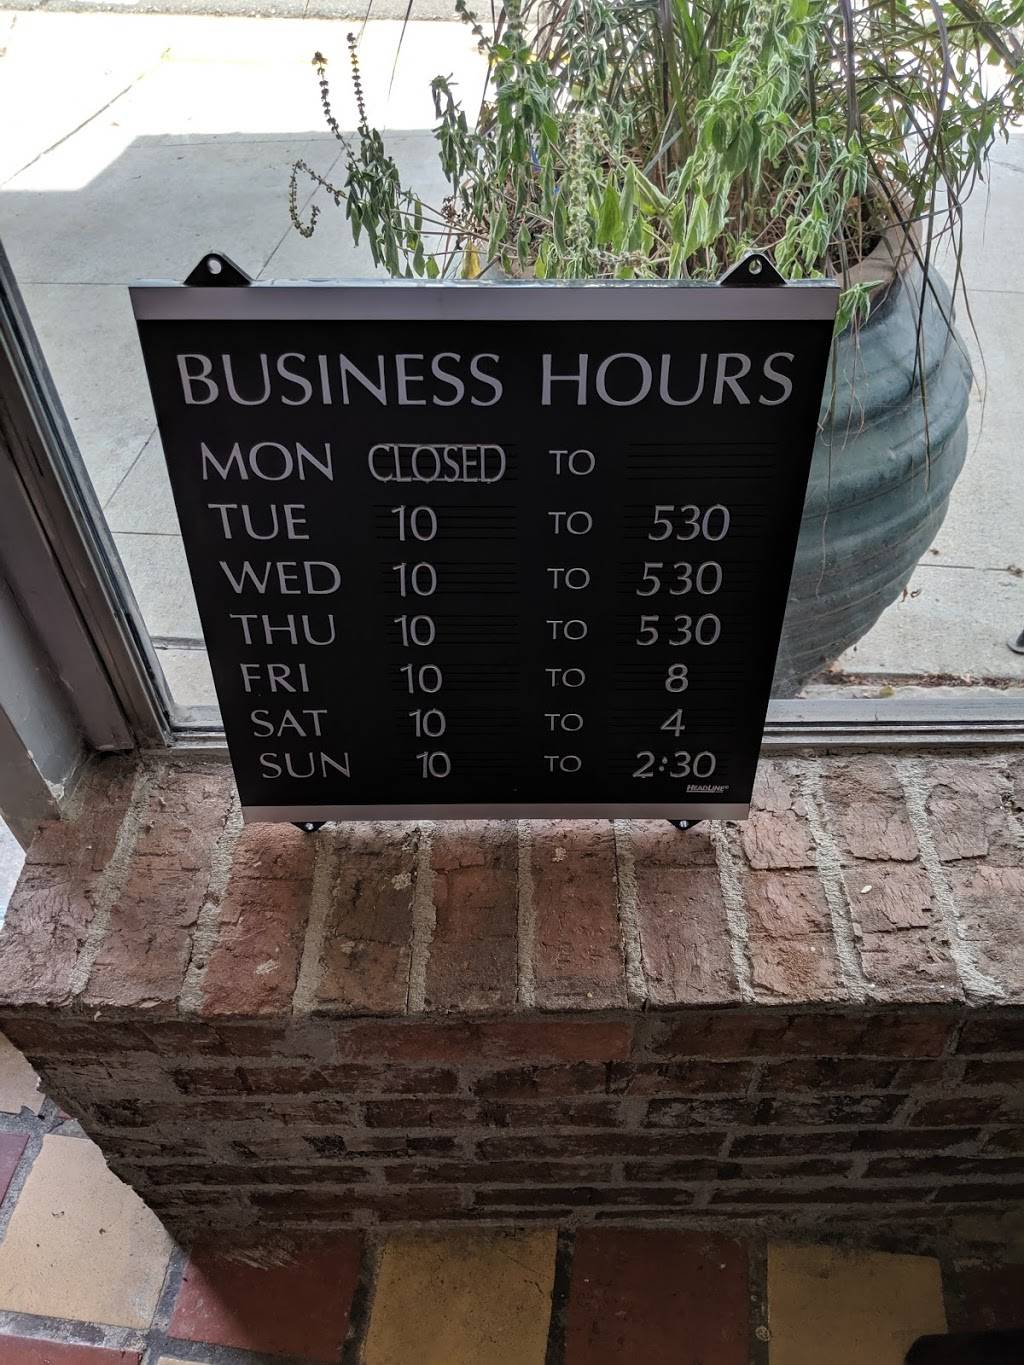 BUSINESS HOURS
MON CLOSED TO
TUE 10 TO 530
WED 10 TO 530
THU 10 TO 530
FRI 10 TO 8
SAT 10 TO 4
SUN 10 TO 2:30
HEADLINE